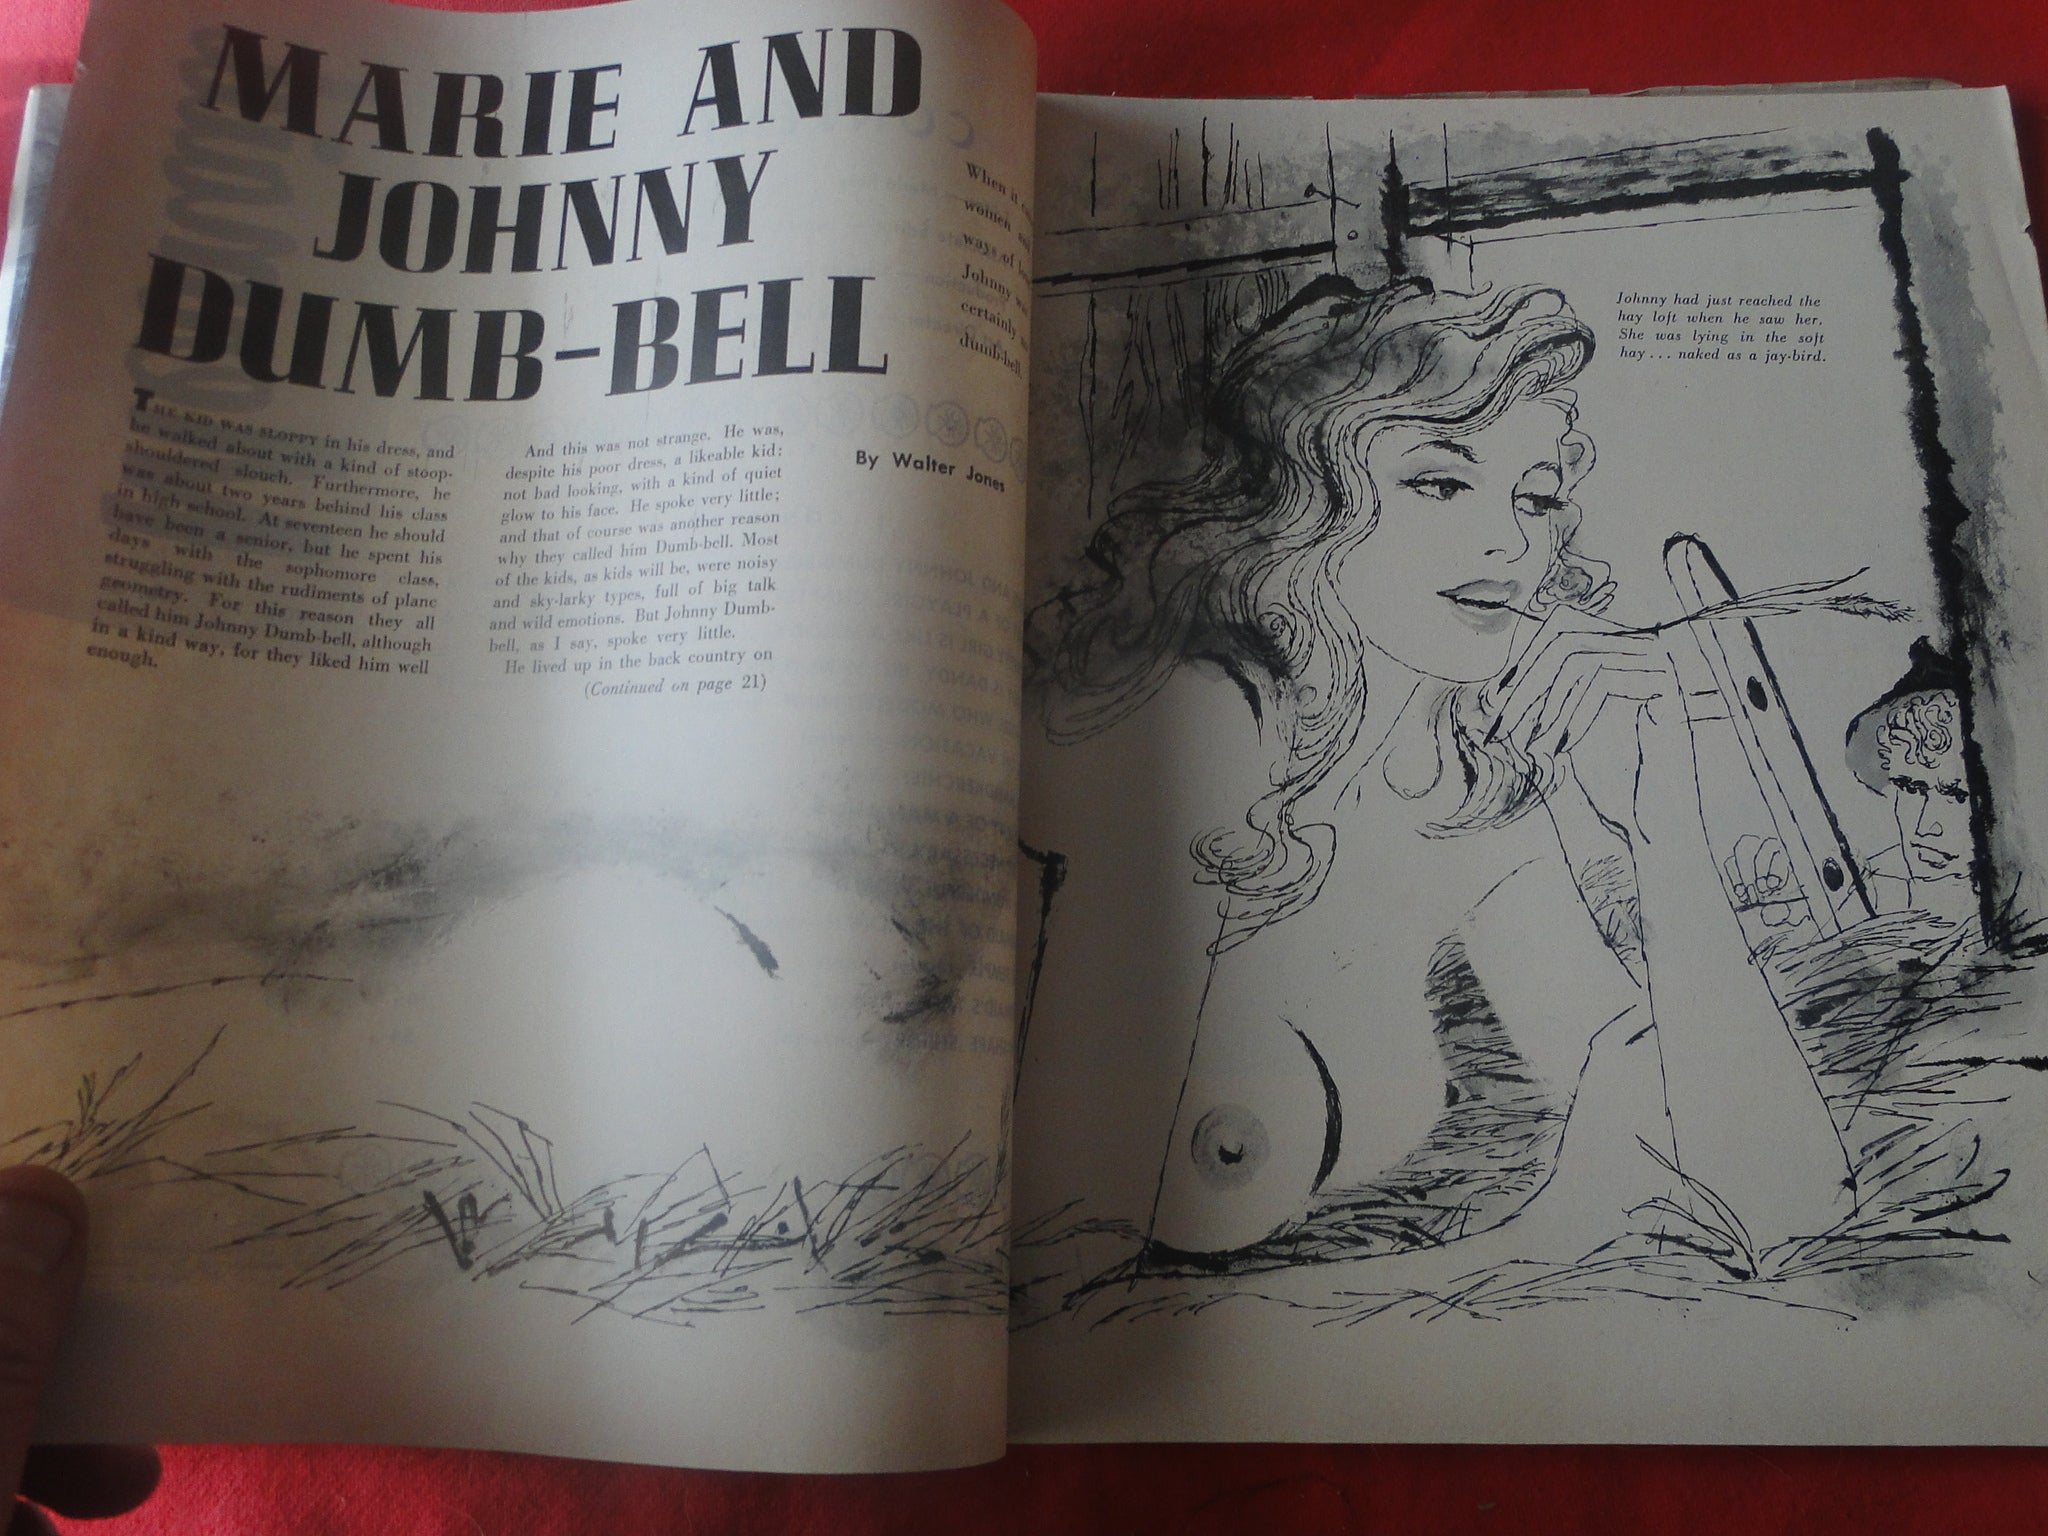 MARIE AND
JOHNNY
DUMB-BELL
When it
women
ways of
Johnny
certainly
dumb-bell.
By Walter Jones
THE KID WAS SLOPPY in his dress, and
he walked about with a kind of stoop-
shouldered slouch. Furthermore, he
was about two years behind his class
in high school. At seventeen he should
have been a senior, but he spent his
days with the sophomore class,
struggling with the rudiments of plane
geometry. For this reason they all
called him Johnny Dumb-bell, although
in a kind way, for they liked him well
enough.
And this was not strange. He was,
despite his poor dress, a likeable kid:
not bad looking, with a kind of quiet
glow to his face. He spoke very little;
and that of course was another reason
why they called him Dumb-bell. Most
of the kids, as kids will be, were noisy
and sky-larky types, full of big talk
and wild emotions. But Johnny Dumb-
bell, as I say, spoke very little.
He lived up in the back country on
(Continued on page 21)
Johnny had just reached the
hay loft when he saw her.
She was lying in the soft
hay . . . naked as a jay-bird.